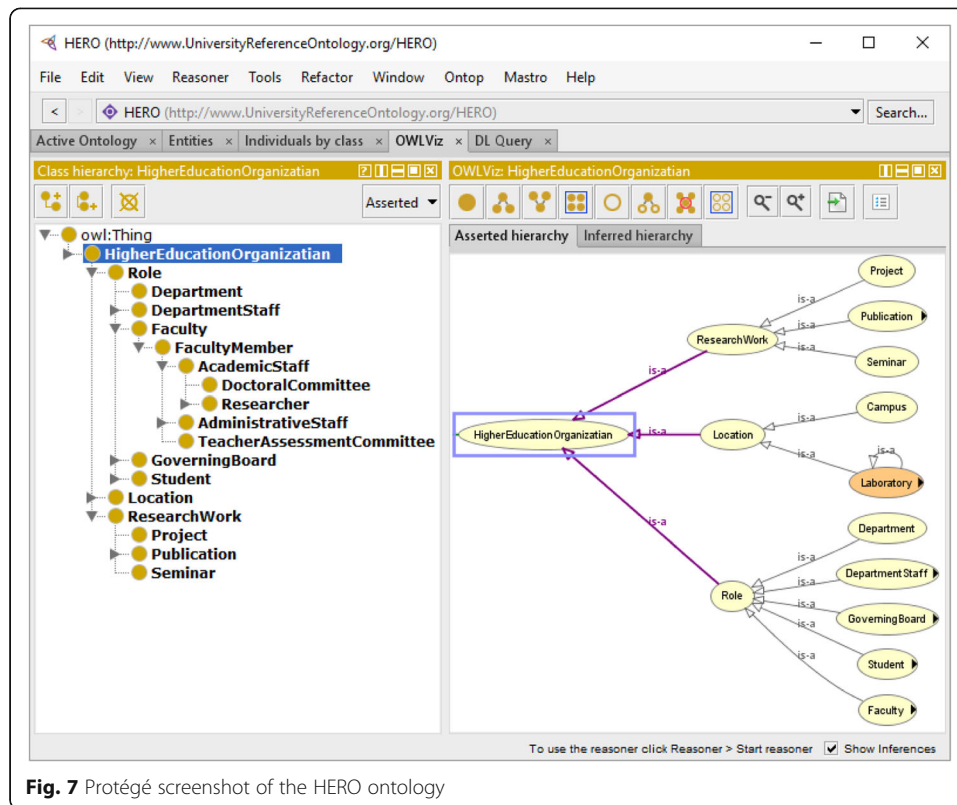 HERO (http://www.UniversityReferenceOntology.org/HERO)
File Edit View Reasoner Tools Refactor Window Ontop Mastro Help
< > HERO (http://www.UniversityReferenceOntology.org/HERO) Search...
Active Ontology × Entities × Individuals by class × OWLViz × DL Query ×
Class hierarchy: HigherEducationOrganizatian
Asserted
owl:Thing
HigherEducationOrganizatian
Role
Department
DepartmentStaff
Faculty
FacultyMember
AcademicStaff
DoctoralCommittee
Researcher
AdministrativeStaff
TeacherAssessmentCommittee
GoverningBoard
Student
Location
ResearchWork
Project
Publication
Seminar
OWLViz: HigherEducationOrganizatian
Asserted hierarchy Inferred hierarchy
Project
is-a
Publication
is-a
ResearchWork
is-a
Seminar
is-a
Campus
is-a
HigherEducationOrganizatian
is-a
Location
is-a
is-a
Laboratory
is-a
Department
is-a
Department Staff
is-a
Role
is-a
GoverningBoard
is-a
Student
is-a
Faculty
To use the reasoner click Reasoner > Start reasoner Show Inferences
Fig. 7 Protégé screenshot of the HERO ontology